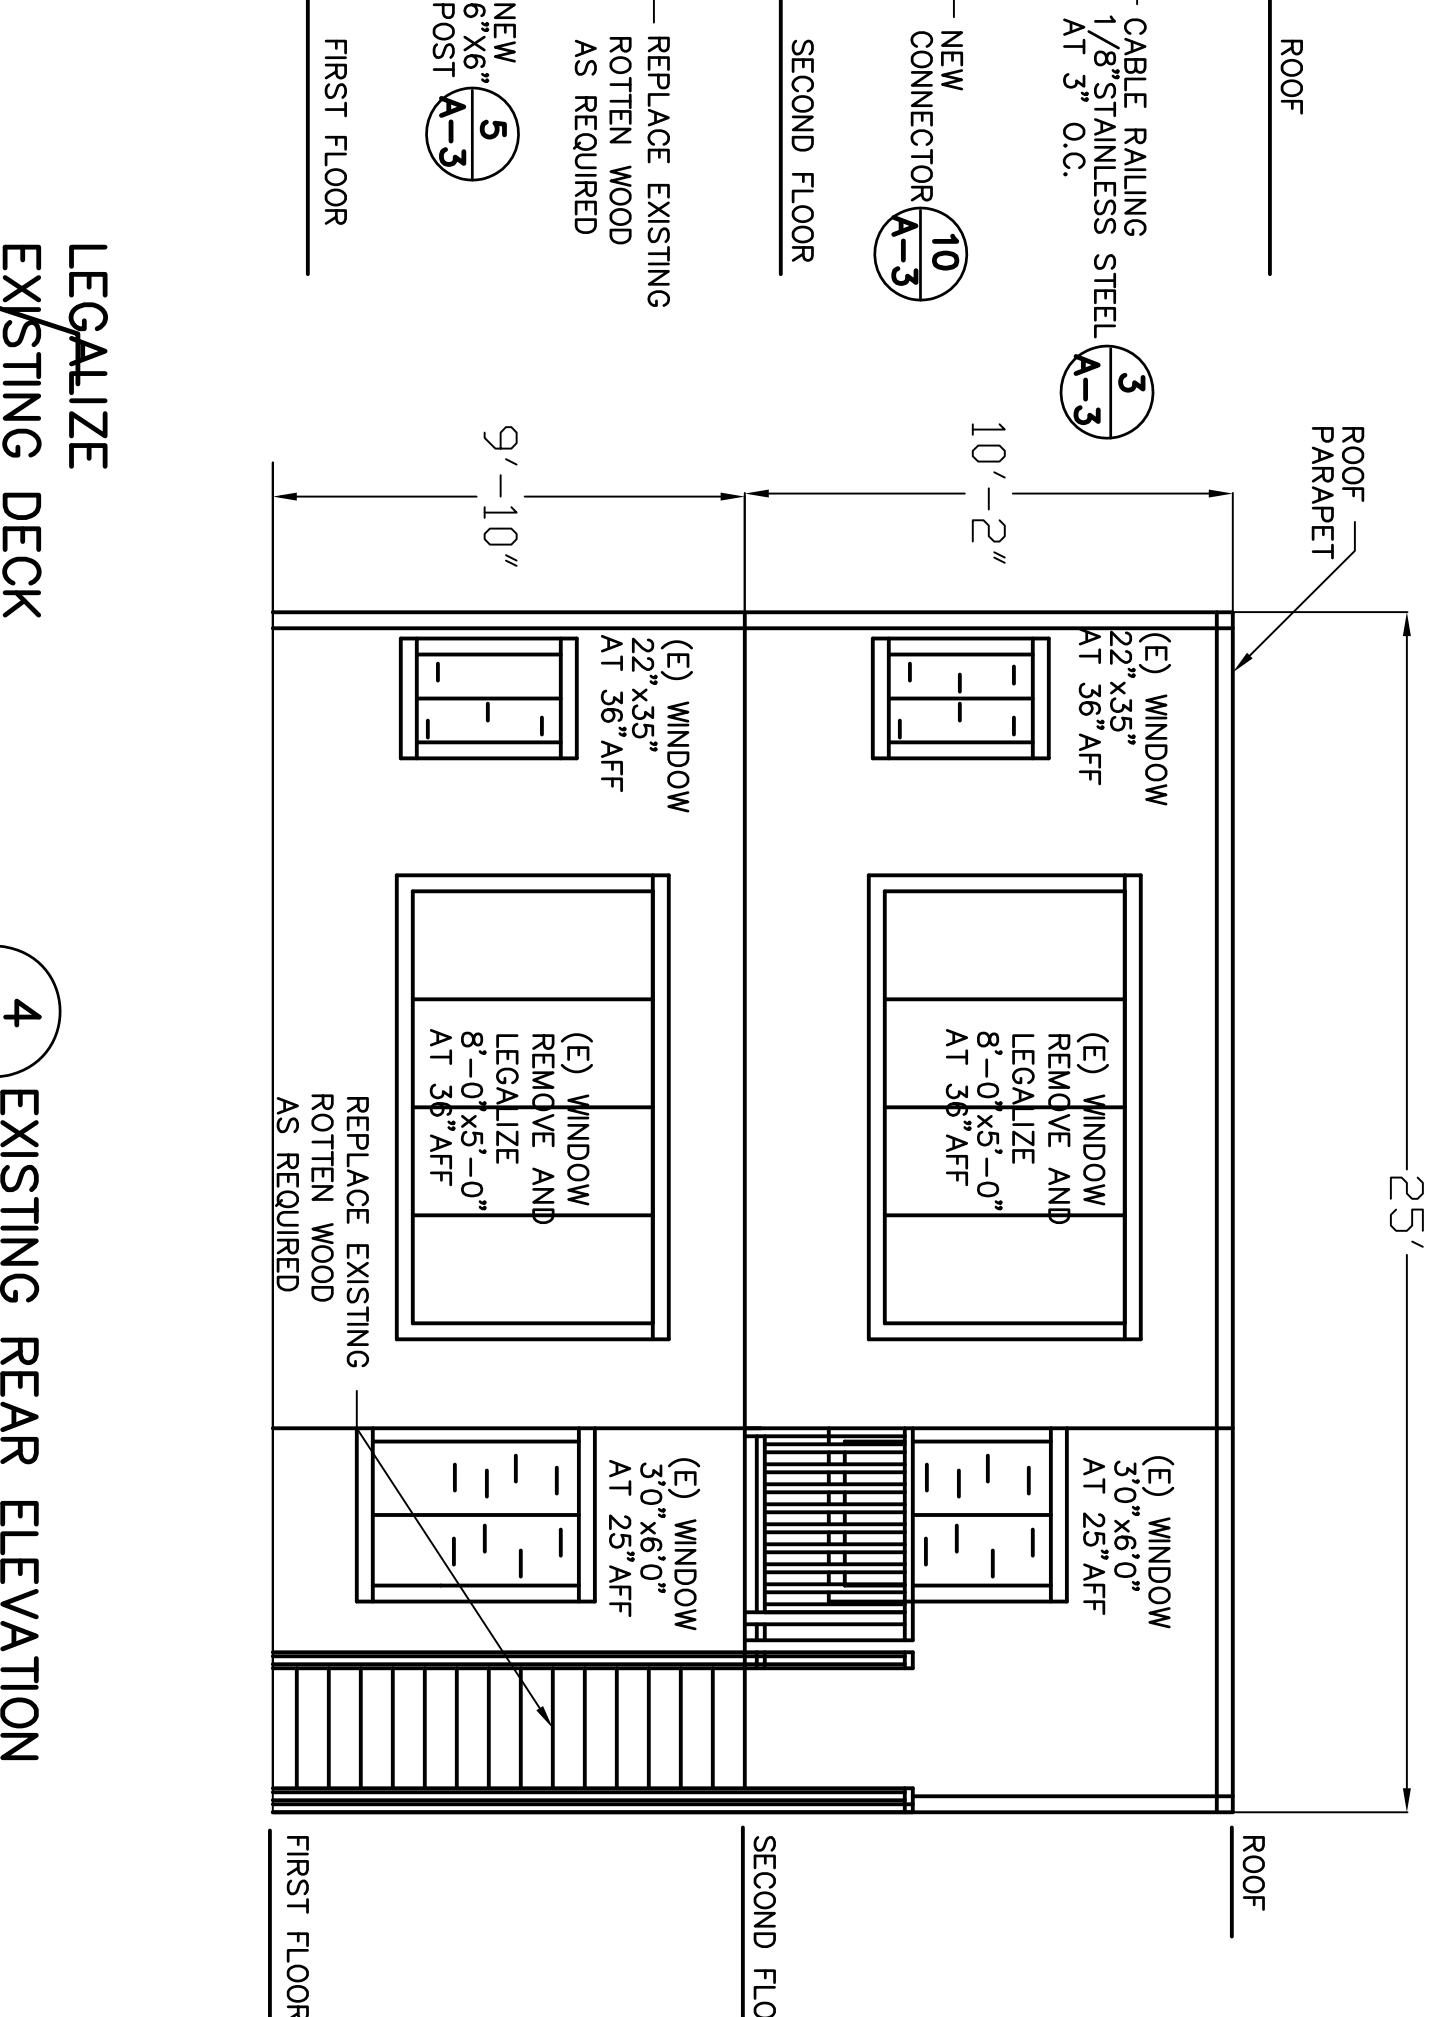 ROOF
CABLE RAILING
1/8"STAINLESS STEEL
AT 3" O.C.
3
A-3
NEW
CONNECTOR
10
A-3
SECOND FLOOR
REPLACE EXISTING
ROTTEN WOOD
AS REQUIRED
NEW
6"X6"
POST
5
A-3
FIRST FLOOR
LEGALIZE
EXISTING DECK
25'
ROOF
PARAPET
10'-2"
9'-10"
(E) WINDOW
22"x35"
AT 36"AFF
(E) WINDOW
REMOVE AND
LEGALIZE
8'-0"x5'-0"
AT 36"AFF
(E) WINDOW
3'0"x6'0"
AT 25"AFF
(E) WINDOW
22"x35"
AT 36"AFF
(E) WINDOW
REMOVE AND
LEGALIZE
8'-0"x5'-0"
AT 36"AFF
(E) WINDOW
3'0"x6'0"
AT 25"AFF
REPLACE EXISTING
ROTTEN WOOD
AS REQUIRED
ROOF
SECOND FLO
FIRST FLOOR
4
EXISTING REAR ELEVATION